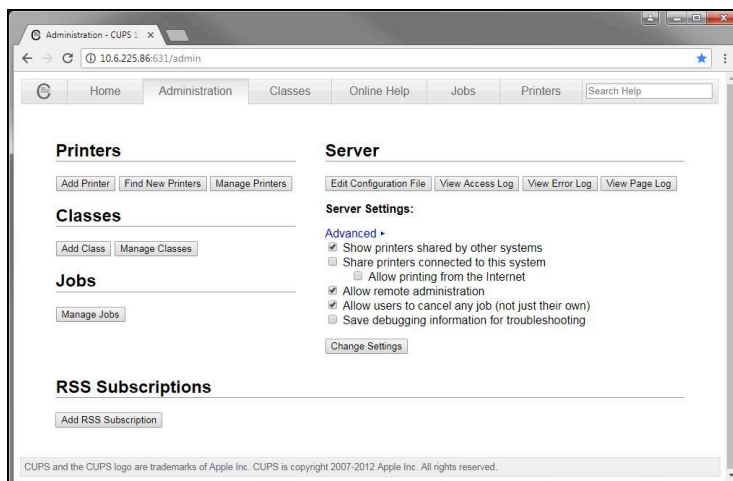 Administration - CUPS 1.
10.6.225.86:631/admin
Home Administration Classes Online Help Jobs Printers Search Help
Printers
Add Printer Find New Printers Manage Printers
Classes
Add Class Manage Classes
Jobs
Manage Jobs
Server
Edit Configuration File View Access Log View Error Log View Page Log
Server Settings:
Advanced
Show printers shared by other systems
Share printers connected to this system
Allow printing from the Internet
Allow remote administration
Allow users to cancel any job (not just their own)
Save debugging information for troubleshooting
Change Settings
RSS Subscriptions
Add RSS Subscription
CUPS and the CUPS logo are trademarks of Apple Inc. CUPS is copyright 2007-2012 Apple Inc. All rights reserved.